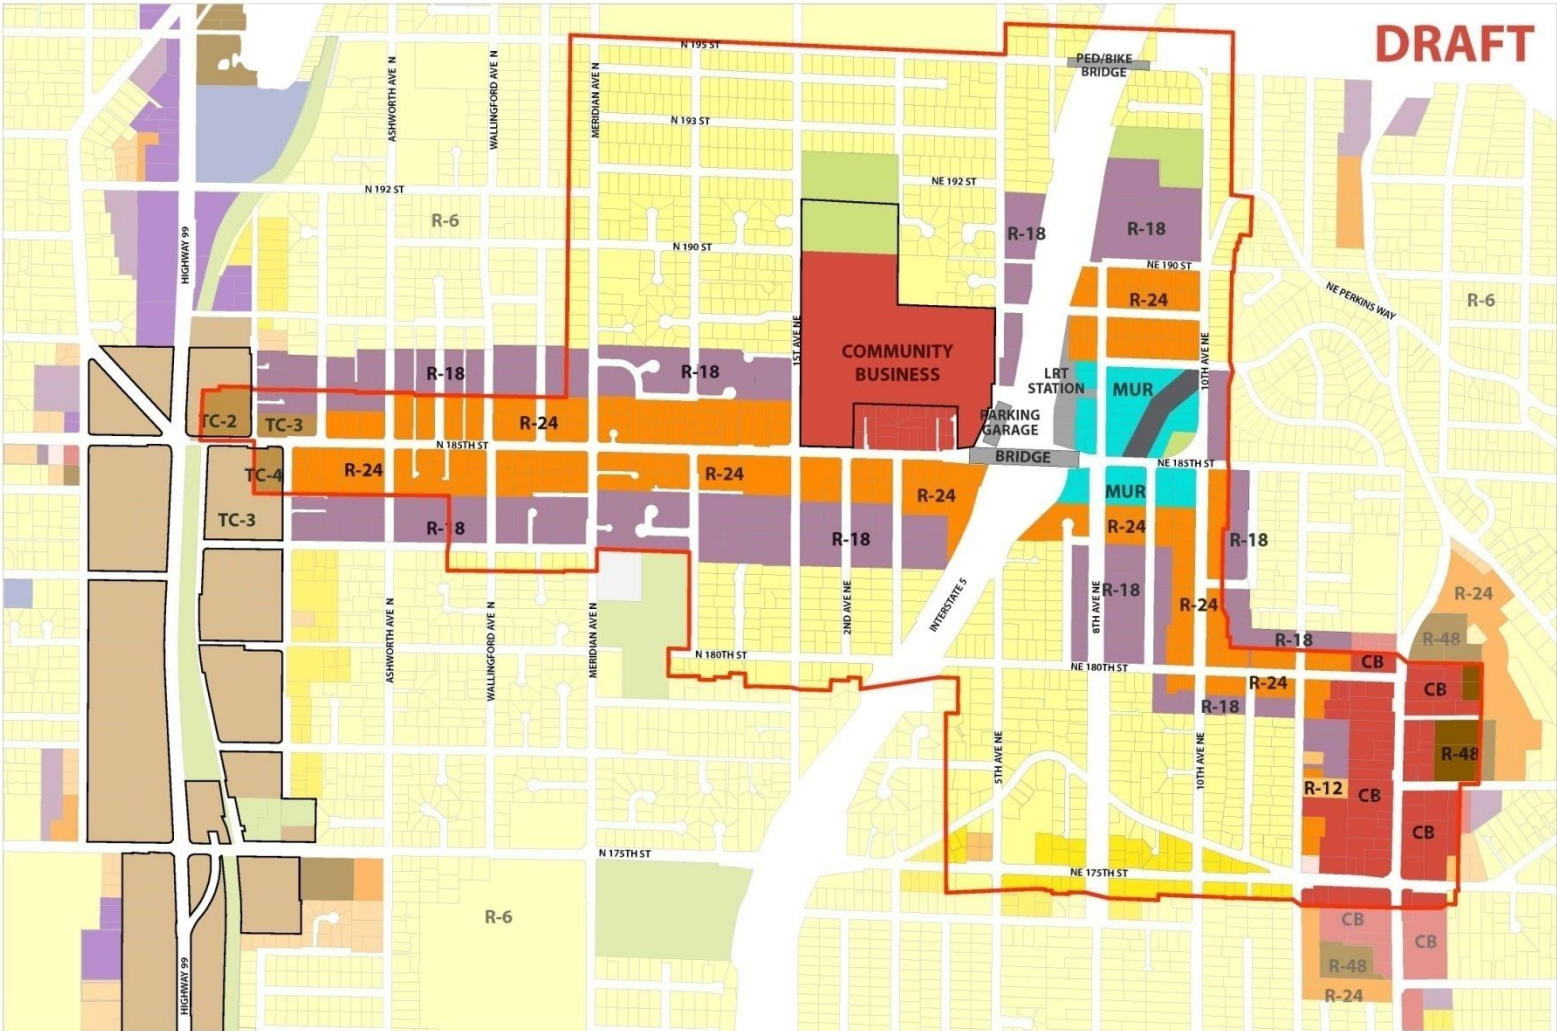 DRAFT
N 195 ST
PED/BIKE
BRIDGE
ASHWORTH AVE N
WALLINGFORD AVE N
MERIDIAN AVE N
N 193 ST
N 192 ST
NE 192 ST
R-6
R-18
R-18
HIGHWAY 99
N 190 ST
NE 190 ST
NE PERKINS WAY
R-6
R-24
1ST AVE NE
COMMUNITY
BUSINESS
10TH AVE NE
R-18
R-18
LRT
STATION
MUR
TC-2
TC-3
R-24
PARKING
GARAGE
N 185TH ST
BRIDGE
NE 185TH ST
TC-4
R-24
R-24
R-24
MUR
TC-3
R-18
R-18
R-24
R-18
ASHWORTH AVE N
WALLINGFORD AVE N
MERIDIAN AVE N
2ND AVE NE
INTERSTATE 5
8TH AVE NE
R-18
R-24
R-24
R-18
R-48
N 180TH ST
NE 180TH ST
CB
R-24
CB
R-18
5TH AVE NE
10TH AVE NE
R-48
R-12
CB
CB
N 175TH ST
NE 175TH ST
R-6
CB
CB
HIGHWAY 99
R-48
R-24